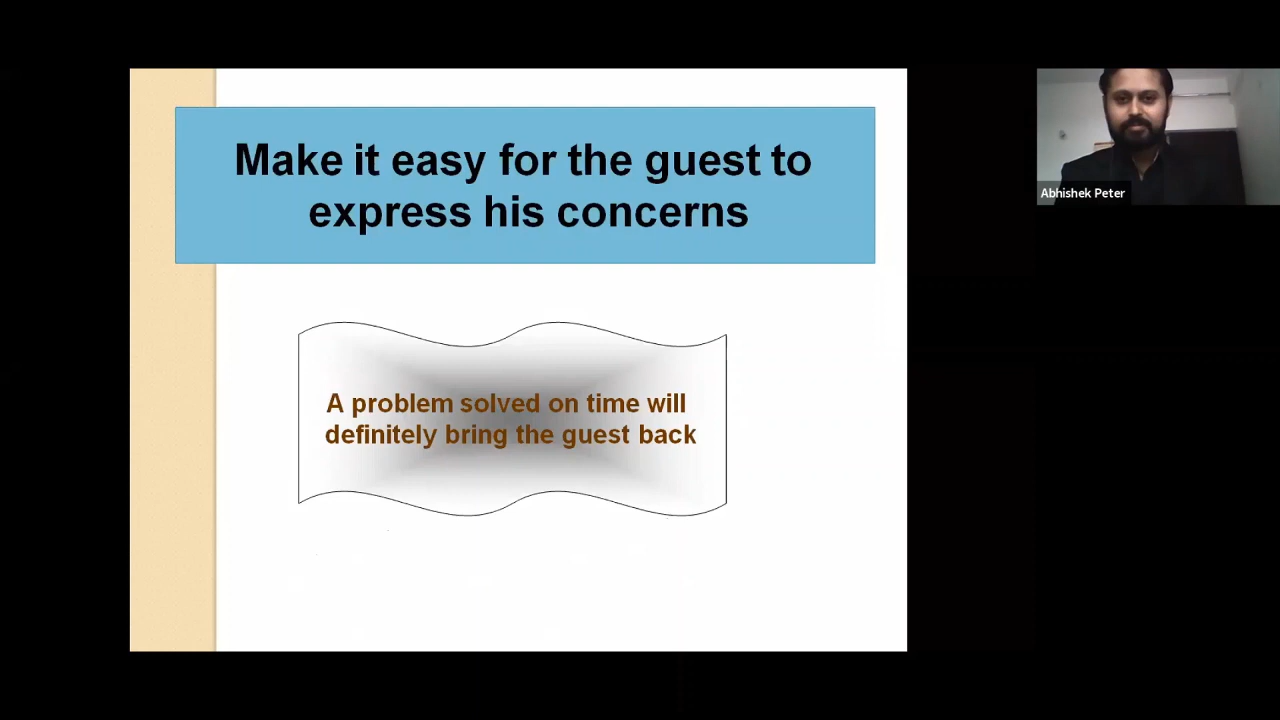 Make it easy for the guest to
express his concerns
A problem solved on time will
definitely bring the guest back
Abhishek Peter